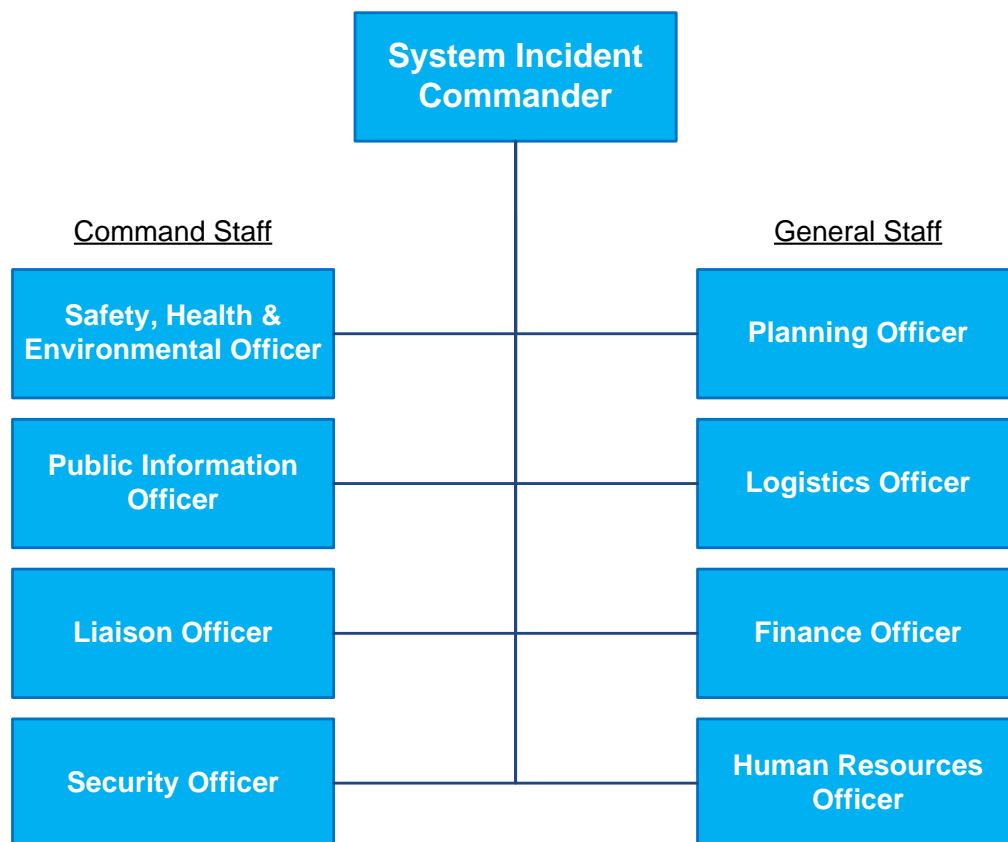 System Incident
Commander
Command Staff
General Staff
Safety, Health &
Environmental Officer
Planning Officer
Public Information
Officer
Logistics Officer
Liaison Officer
Finance Officer
Security Officer
Human Resources
Officer